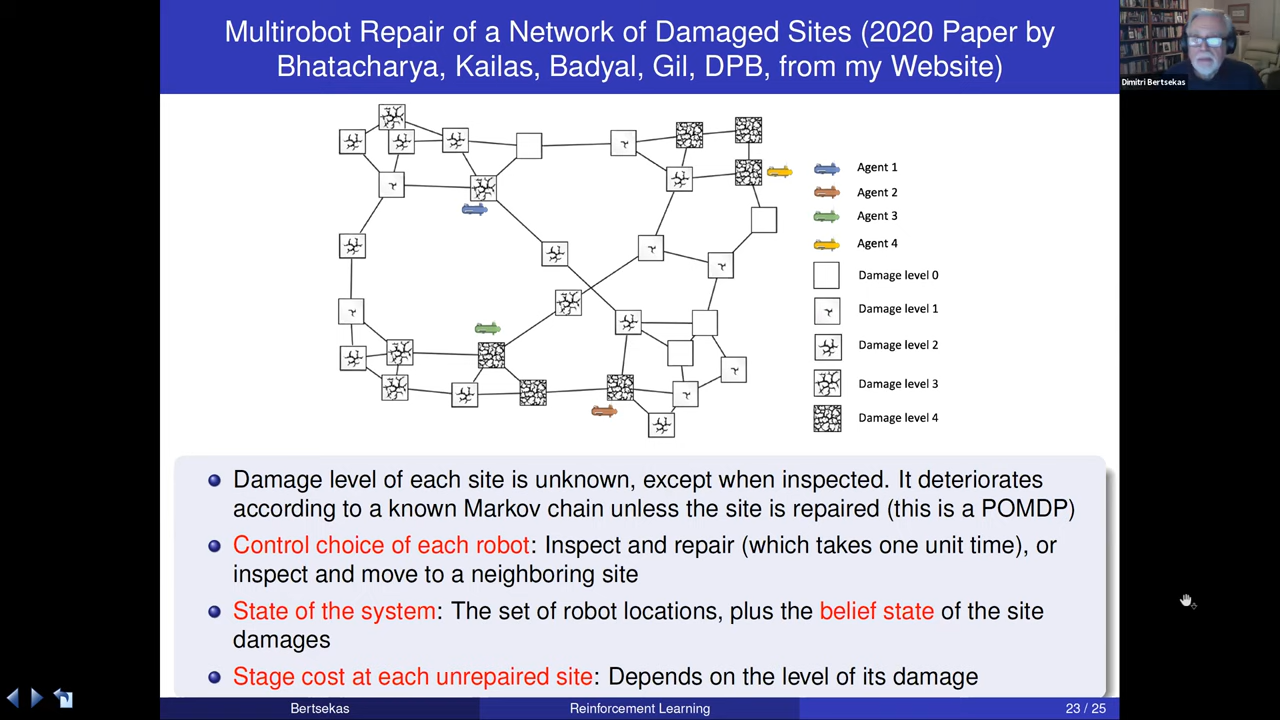 Multirobot Repair of a Network of Damaged Sites (2020 Paper by
Bhatacharya, Kailas, Badyal, Gil, DPB, from my Website)
Dimitri Bertsekas
Agent 1
Agent 2
Agent 3
Agent 4
Damage level 0
Damage level 1
Damage level 2
Damage level 3
Damage level 4
Damage level of each site is unknown, except when inspected. It deteriorates
according to a known Markov chain unless the site is repaired (this is a POMDP)
Control choice of each robot: Inspect and repair (which takes one unit time), or
inspect and move to a neighboring site
State of the system: The set of robot locations, plus the belief state of the site
damages
Stage cost at each unrepaired site: Depends on the level of its damage
Bertsekas
Reinforcement Learning
23 / 25